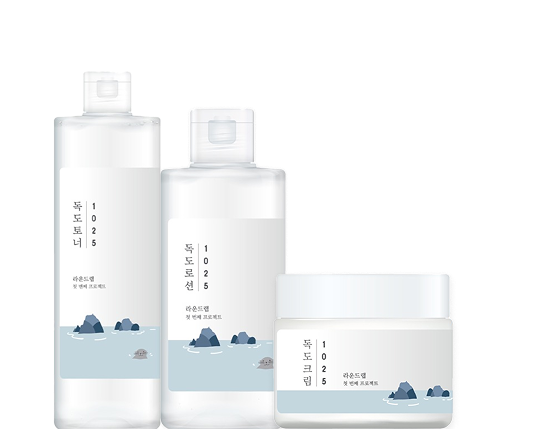 독도토너
1025
라운드랩
첫 번째 프로젝트
독도로션
1025
라운드랩
첫 번째 프로젝트
독도크림
1025
라운드랩
첫 번째 프로젝트